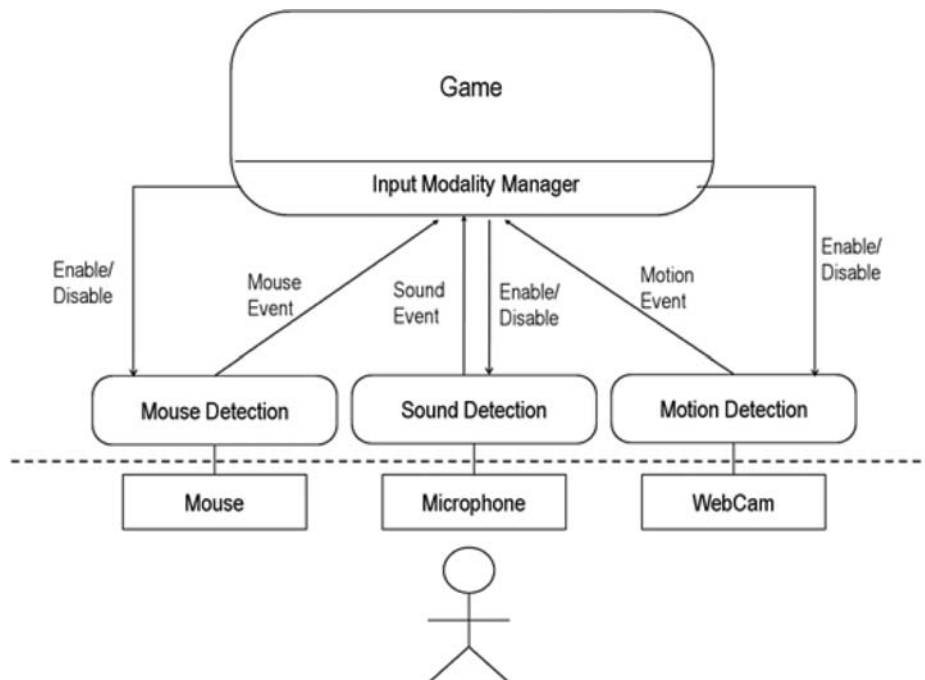 Game
Input Modality Manager
Enable/
Disable
Mouse
Event
Sound
Event
Enable/
Disable
Motion
Event
Enable/
Disable
Mouse Detection
Sound Detection
Motion Detection
Mouse
Microphone
WebCam